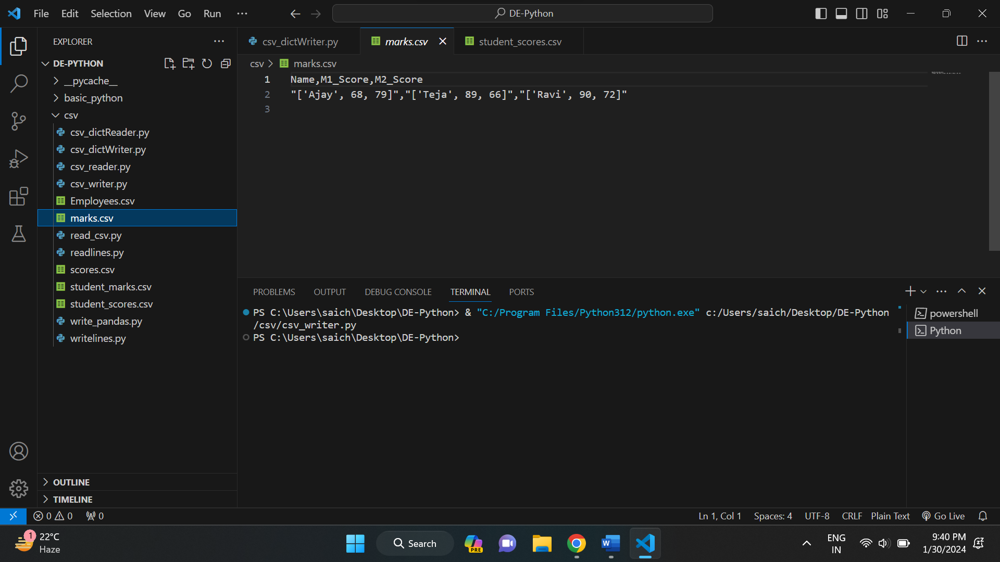 File Edit Selection View Go Run ...
DE-Python
EXPLORER
DE-PYTHON
__pycache__
basic_python
csv
csv_dictReader.py
csv_dictWriter.py
csv_reader.py
csv_writer.py
Employees.csv
marks.csv
read_csv.py
readlines.py
scores.csv
student_marks.csv
student_scores.csv
write_pandas.py
writelines.py
OUTLINE
TIMELINE
csv_dictWriter.py marks.csv student_scores.csv
csv > marks.csv
1 Name,M1_Score,M2_Score
2 "['Ajay', 68, 79]","['Teja', 89, 66]","['Ravi', 90, 72]"
3
PROBLEMS OUTPUT DEBUG CONSOLE TERMINAL PORTS
PS C:\Users\saich\Desktop\DE-Python> & "C:/Program Files/Python312/python.exe" c:/Users/saich/Desktop/DE-Python
/csv/csv_writer.py
PS C:\Users\saich\Desktop\DE-Python>
powershell
Python
0 0 0 Ln 1, Col 1 Spaces: 4 UTF-8 CRLF Plain Text Go Live
1 22°C
Haze
Search
PRE
W
ENG
IN
9:40 PM
1/30/2024